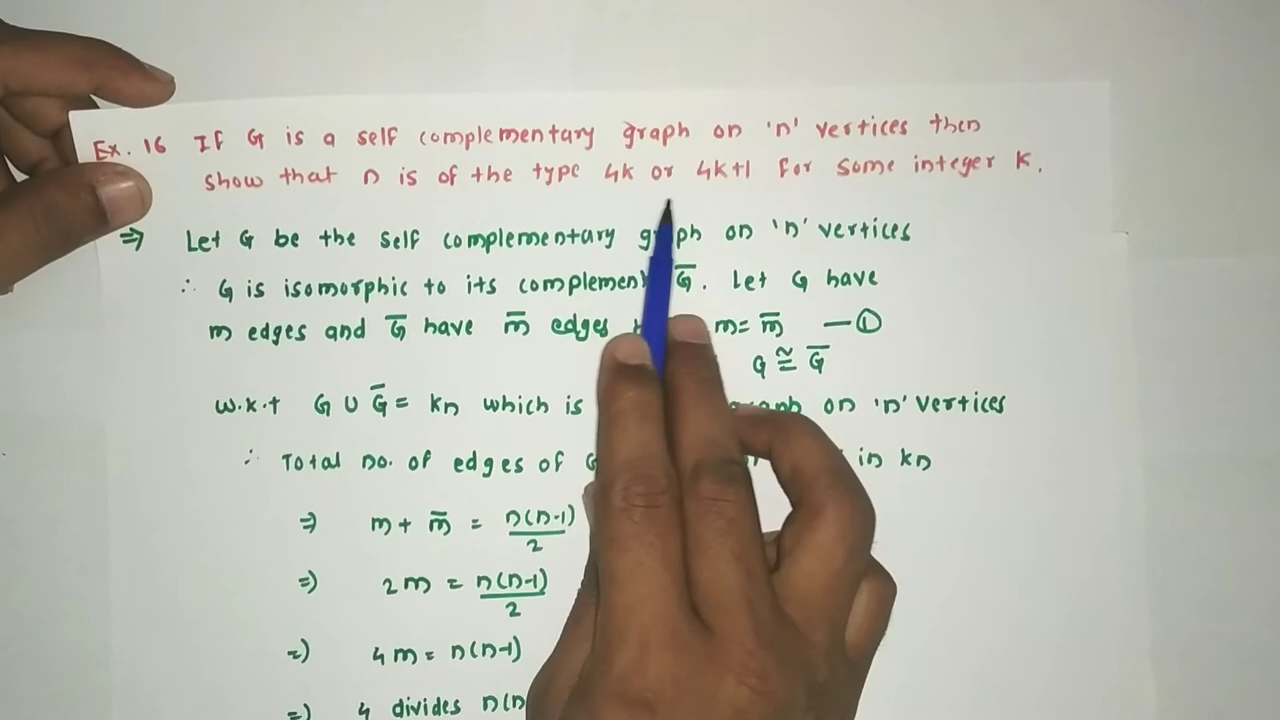 Ex. 16 If G is a self complementary graph on 'n' vertices then
show that n is of the type 4k or 4k+1 for some integer k.
⇒ Let G be the self complementary graph on 'n' vertices
∴ G is isomorphic to its complement G̅. Let G have
m edges and G̅ have m̅ edges m = m̅ —①
G ≅ G̅
w.k.t G ∪ G̅ = kn which is on 'n' vertices
∴ Total no. of edges of G in kn
⇒ m + m̅ = n(n-1)/2
⇒ 2m = n(n-1)/2
⇒ 4m = n(n-1)
⇒ 4 divides n(n